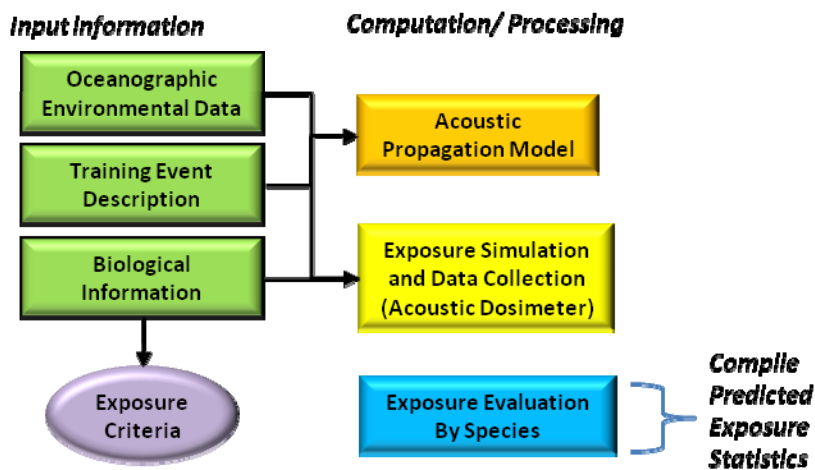 Input Information
Computation/ Processing
Oceanographic
Environmental Data
Training Event
Description
Biological
Information
Exposure
Criteria
Acoustic
Propagation Model
Exposure Simulation
and Data Collection
(Acoustic Dosimeter)
Exposure Evaluation
By Species
Compile
Predicted
Exposure
Statistics